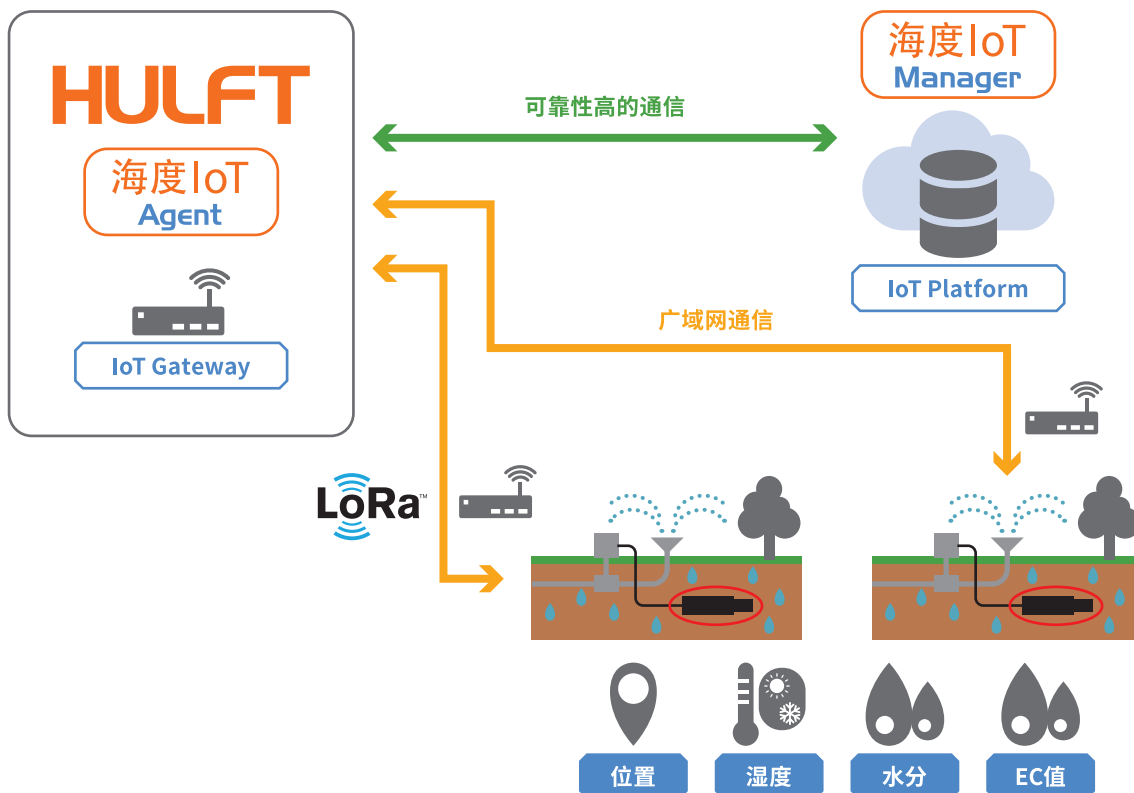 HULFT
海度IoT
Agent
IoT Gateway
可靠性高的通信
海度IoT
Manager
IoT Platform
广域网通信
LoRa™
位置
湿度
水分
EC值